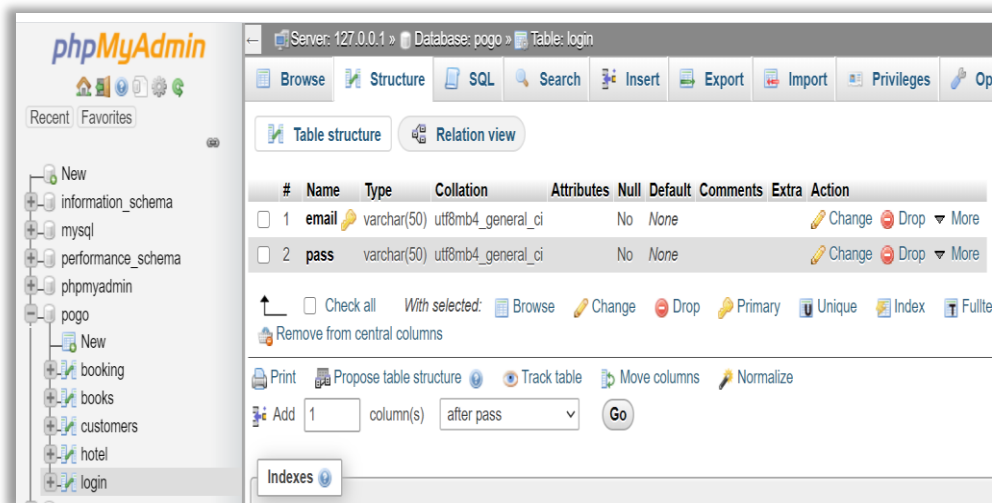 phpMyAdmin
Recent Favorites
New
information_schema
mysql
performance_schema
phpmyadmin
pogo
New
booking
books
customers
hotel
login
Server: 127.0.0.1 » Database: pogo » Table: login
Browse Structure SQL Search Insert Export Import Privileges Op
Table structure Relation view
# Name Type Collation Attributes Null Default Comments Extra Action
1 email varchar(50) utf8mb4_general_ci No None Change Drop More
2 pass varchar(50) utf8mb4_general_ci No None Change Drop More
Check all With selected: Browse Change Drop Primary Unique Index Fullte
Remove from central columns
Print Propose table structure Track table Move columns Normalize
Add 1 column(s) after pass Go
Indexes